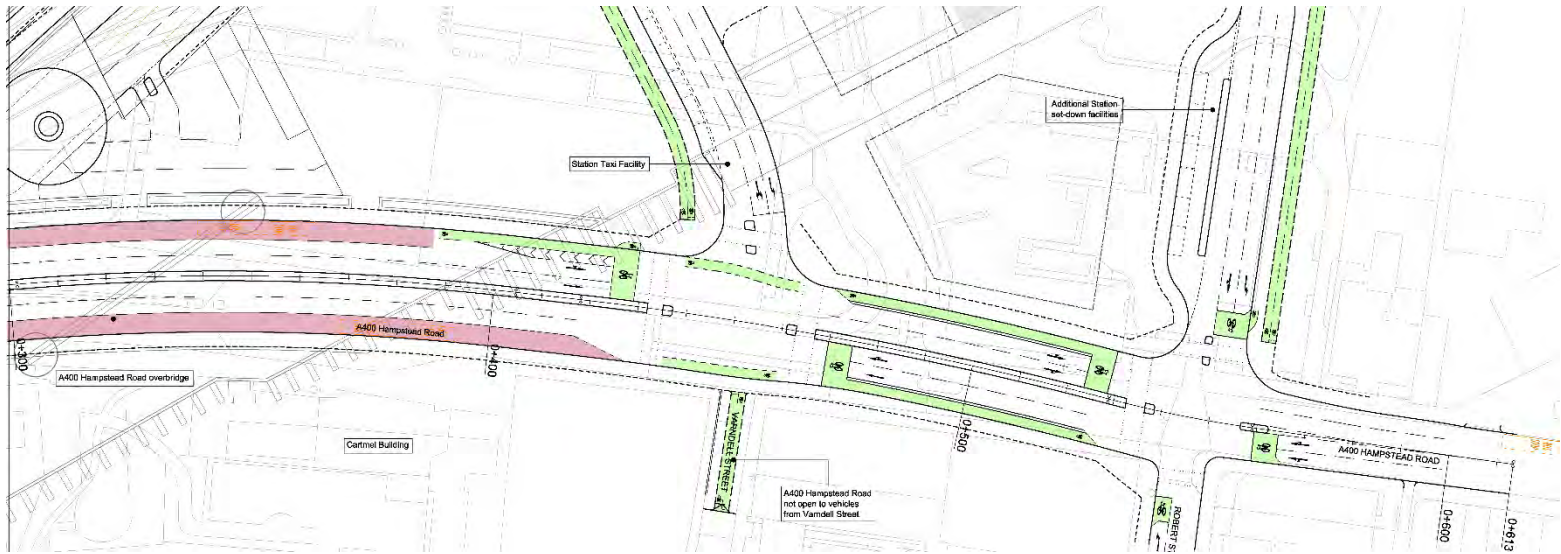 Additional Station
set-down facilities
Station Taxi Facility
A400 Hampstead Road
0+300
0+400
A400 Hampstead Road overbridge
Cartmel Building
VARNDELL STREET
0+500
A400 HAMPSTEAD ROAD
A400 Hampstead Road
not open to vehicles
from Varndell Street
ROBERT S
0+600
0+613